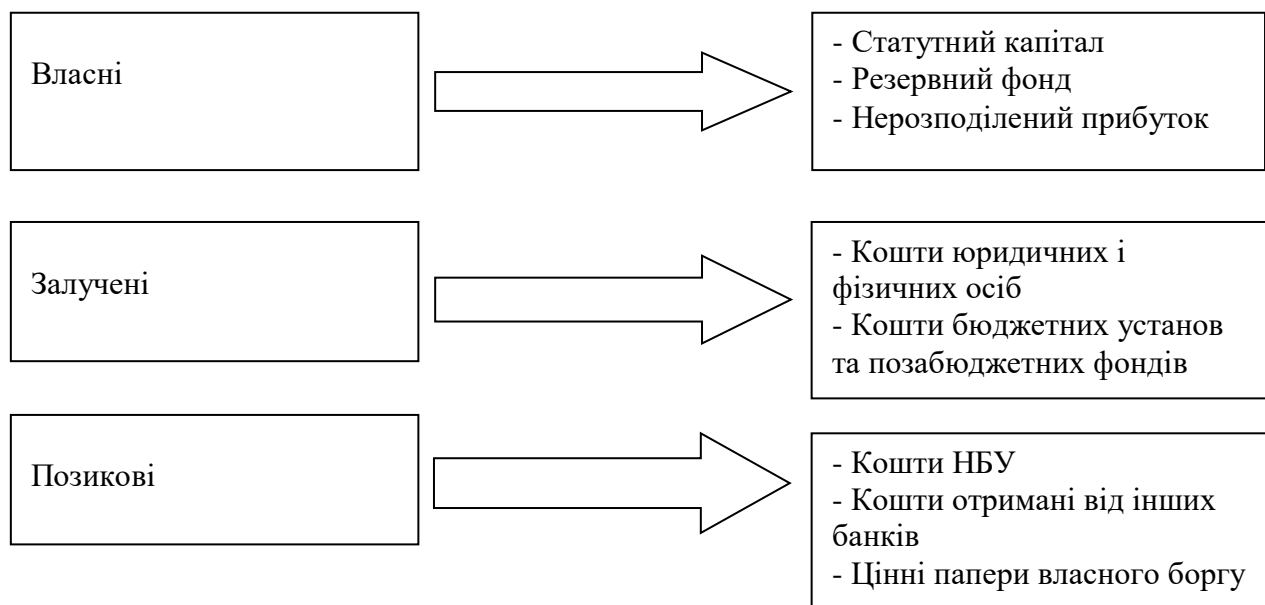 Власні
- Статутний капітал
- Резервний фонд
- Нерозподілений прибуток
Залучені
- Кошти юридичних і
фізичних осіб
- Кошти бюджетних установ
та позабюджетних фондів
Позикові
- Кошти НБУ
- Кошти отримані від інших
банків
- Цінні папери власного боргу